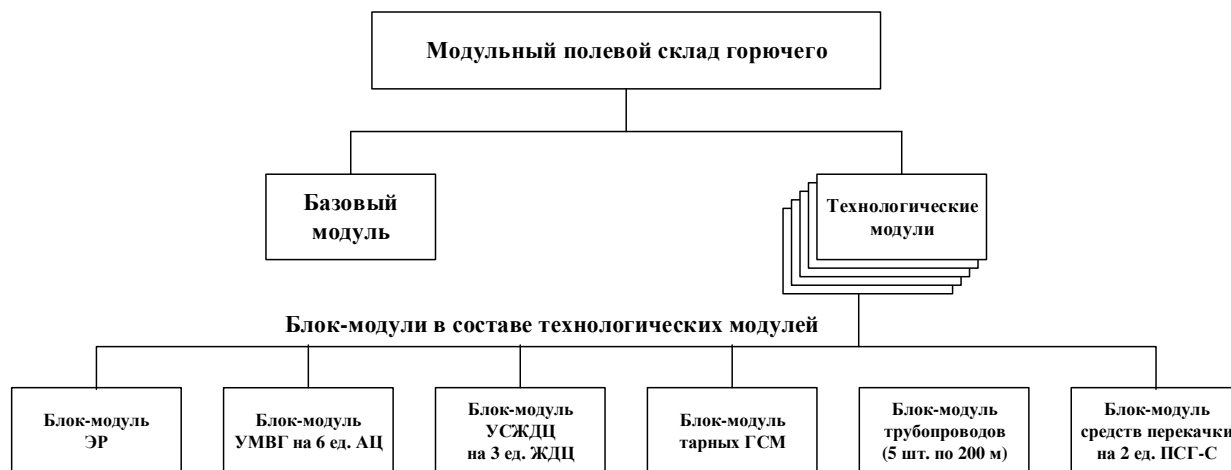 Модульный полевой склад горючего
Базовый
модуль
Технологические
модули
Блок-модули в составе технологических модулей
Блок-модуль
ЭР
Блок-модуль
УМВГ на 6 ед. АЦ
Блок-модуль
УСЖДЦ
на 3 ед. ЖДЦ
Блок-модуль
тарных ГСМ
Блок-модуль
трубопроводов
(5 шт. по 200 м)
Блок-модуль
средств перекачки
на 2 ед. ПСГ-С